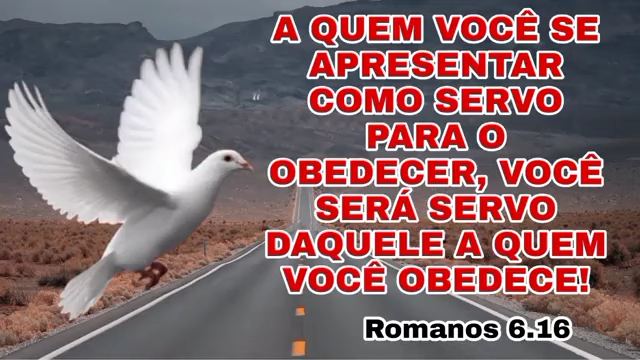 A QUEM VOCÊ SE
APRESENTAR
COMO SERVO
PARA O
OBEDECER, VOCÊ
SERÁ SERVO
DAQUELE A QUEM
VOCÊ OBEDECE!
Romanos 6.16